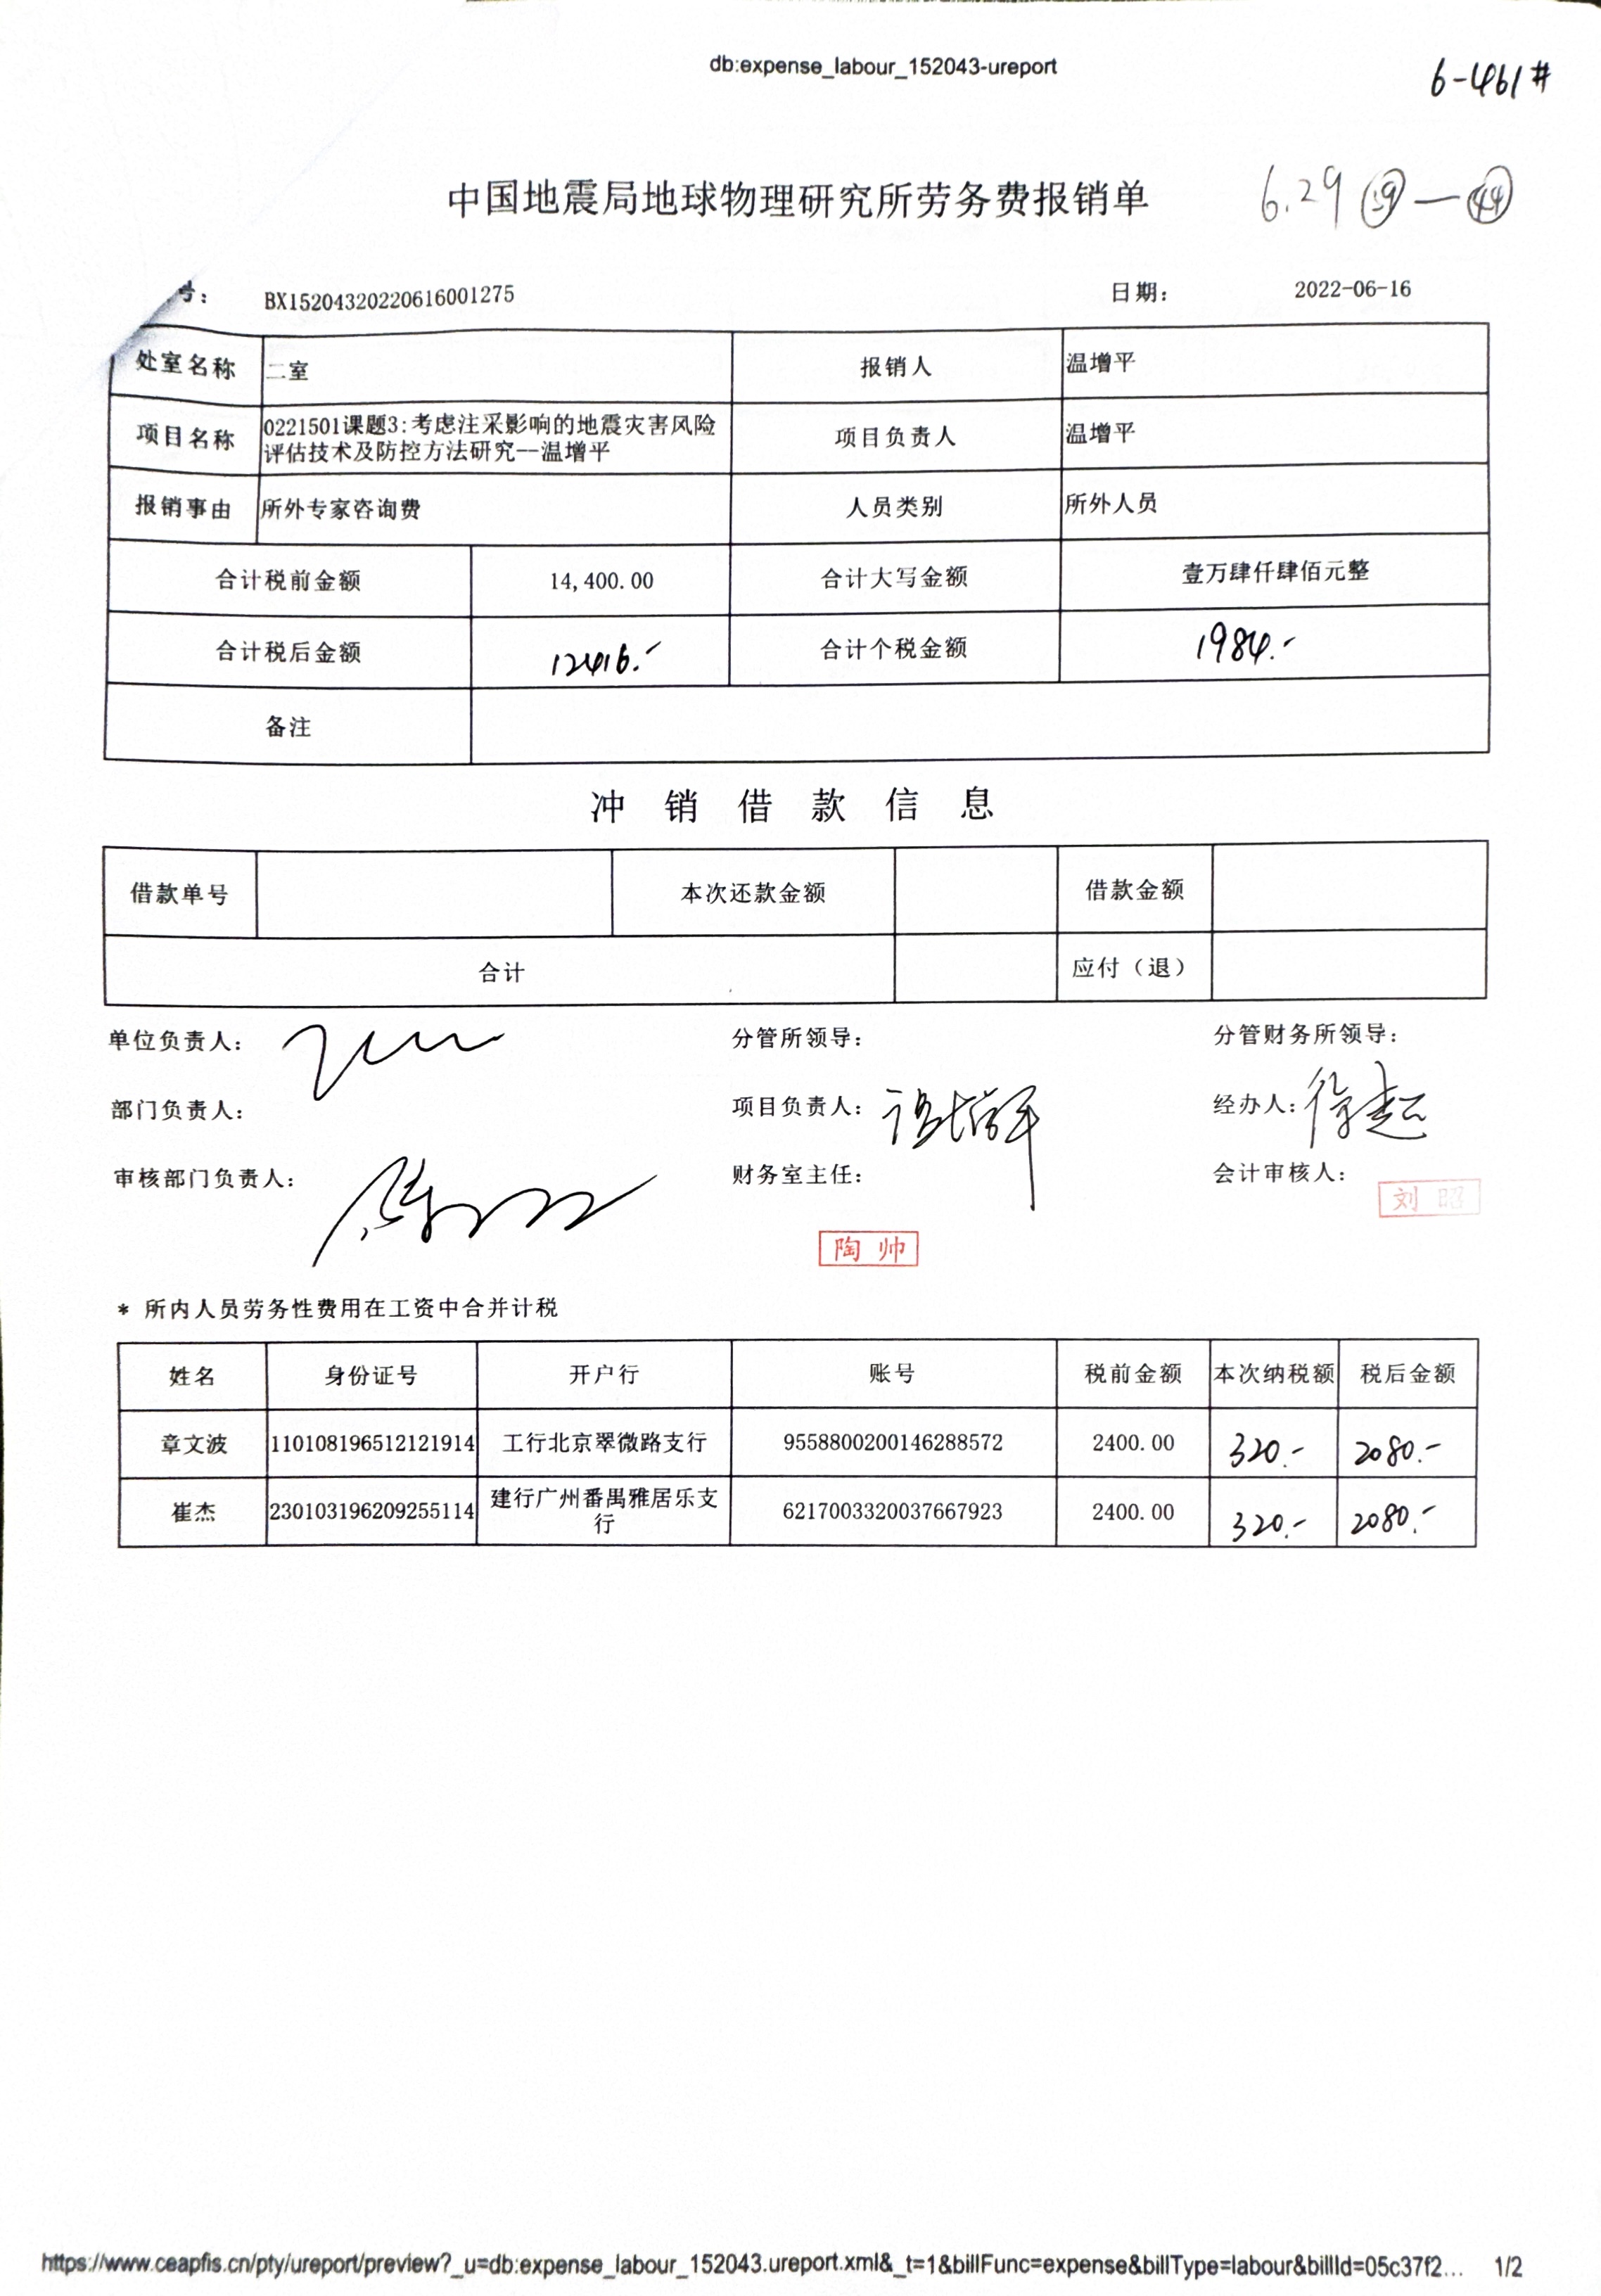 db:expense_labour_152043-ureport
6-461#
中国地震局地球物理研究所劳务费报销单
6.29 39 — 44
号: BX15204320220616001275 日期: 2022-06-16
处室名称 二室 报销人 温增平
项目名称 0221501课题3:考虑注采影响的地震灾害风险
评估技术及防控方法研究--温增平 项目负责人 温增平
报销事由 所外专家咨询费 人员类别 所外人员
合计税前金额 14,400.00 合计大写金额 壹万肆仟肆佰元整
合计税后金额 12416.- 合计个税金额 1984.-
备注
冲销借款信息
借款单号 本次还款金额 借款金额
合计 应付（退）
单位负责人: 分管所领导: 分管财务所领导:
部门负责人: 项目负责人: 温增平 经办人: 徐超
审核部门负责人: 财务室主任: 会计审核人:
刘昭
陶帅
* 所内人员劳务性费用在工资中合并计税
姓名 身份证号 开户行 账号 税前金额 本次纳税额 税后金额
章文波 110108196512121914 工行北京翠微路支行 9558800200146288572 2400.00 320.- 2080.-
崔杰 230103196209255114 建行广州番禺雅居乐支
行 6217003320037667923 2400.00 320.- 2080.-
https://www.ceapfis.cn/pty/ureport/preview?_u=db:expense_labour_152043.ureport.xml&_t=1&billFunc=expense&billType=labour&billId=05c37f2... 1/2